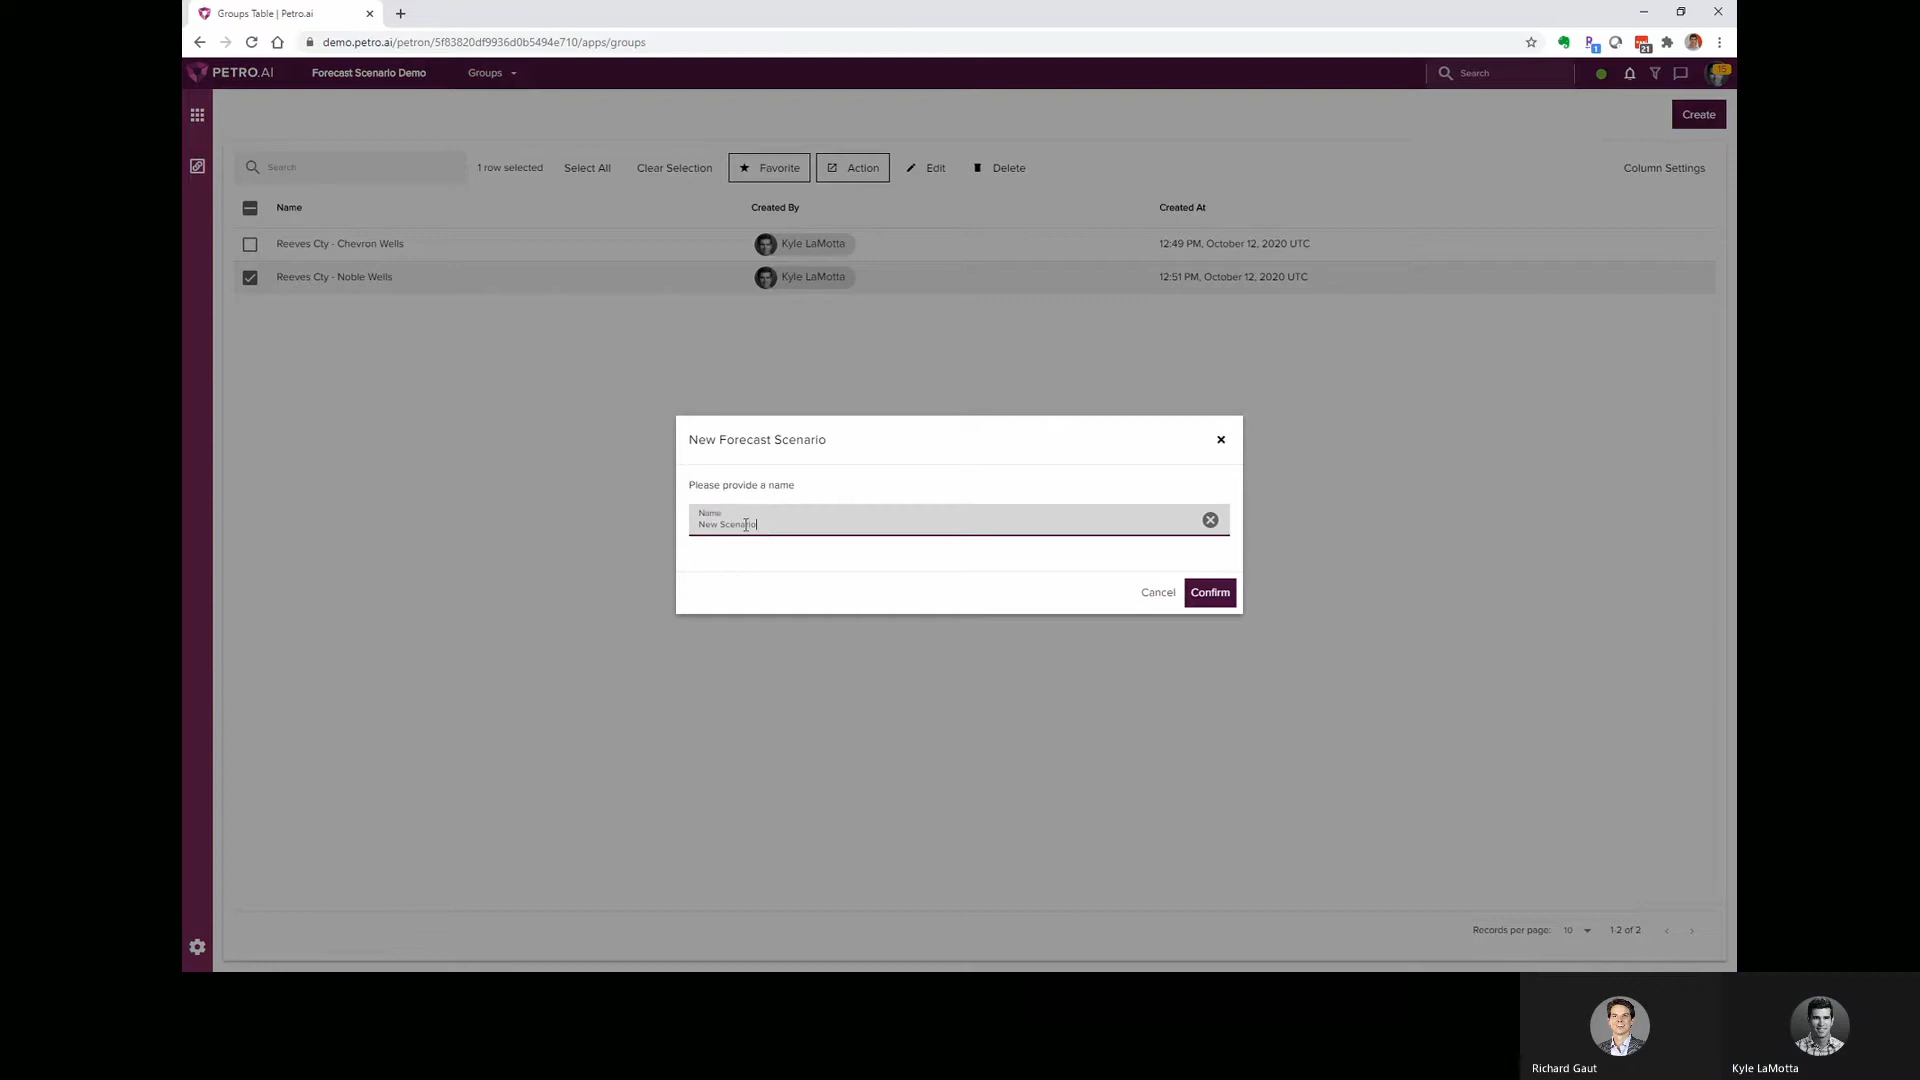 Groups Table | Petro.ai
demo.petro.ai/petron/5f83820df9936d0b5494e710/apps/groups
1
21
PETRO.AI
Forecast Scenario Demo
Groups
Search
15
Create
Search
1 row selected
Select All
Clear Selection
Favorite
Action
Edit
Delete
Column Settings
Name
Created By
Created At
Reeves Cty - Chevron Wells
Kyle LaMotta
12:49 PM, October 12, 2020 UTC
Reeves Cty - Noble Wells
Kyle LaMotta
12:51 PM, October 12, 2020 UTC
New Forecast Scenario
Please provide a name
Name
New Scenario
Cancel
Confirm
Records per page:
10
1-2 of 2
Richard Gaut
Kyle LaMotta